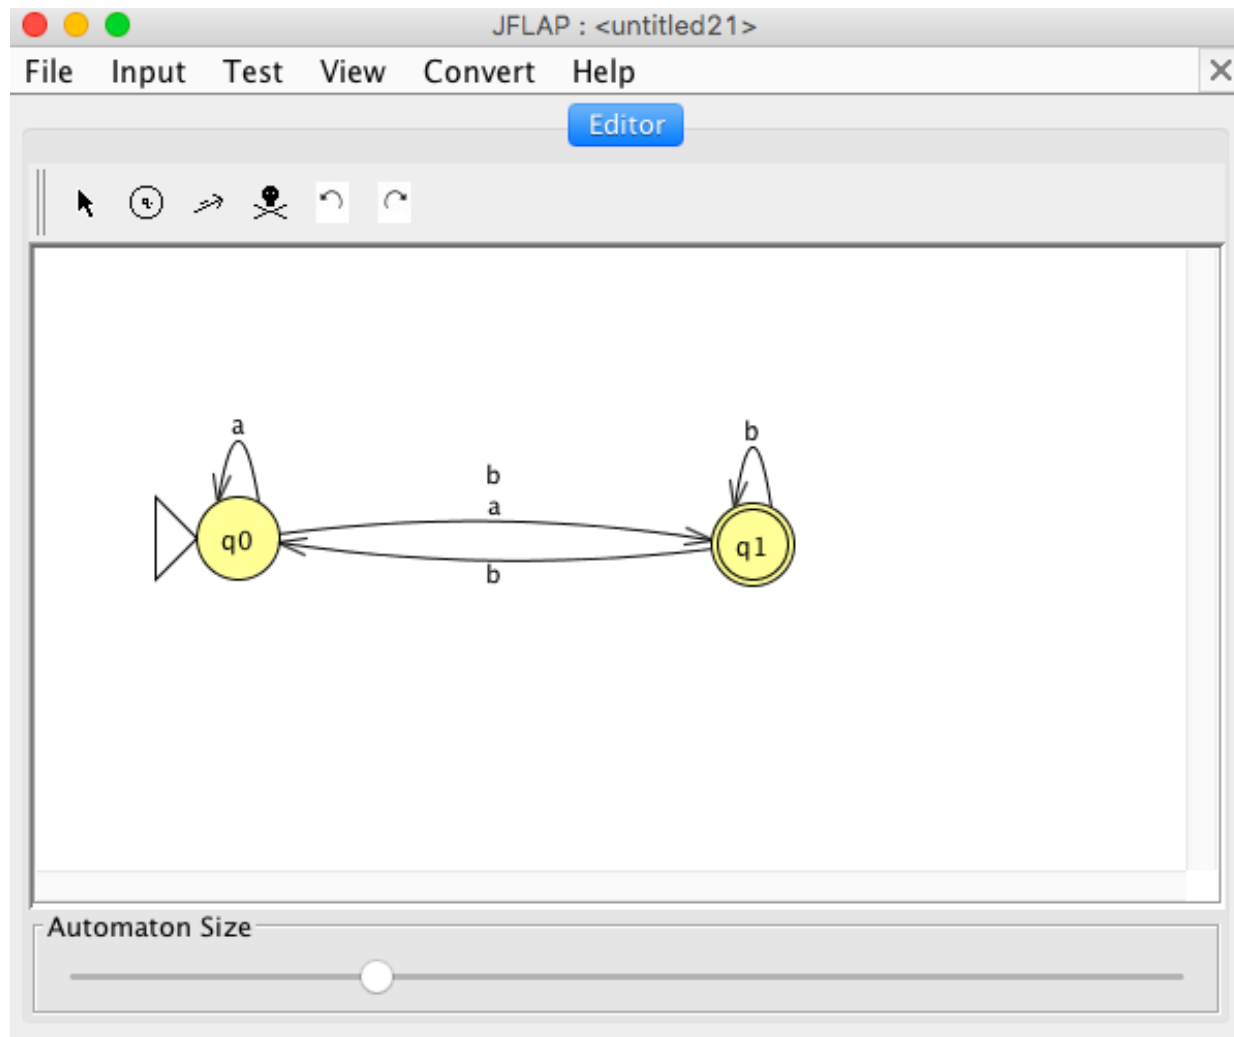 JFLAP : <untitled21>
File Input Test View Convert Help
Editor
a
b
b
a
q0
q1
b
Automaton Size